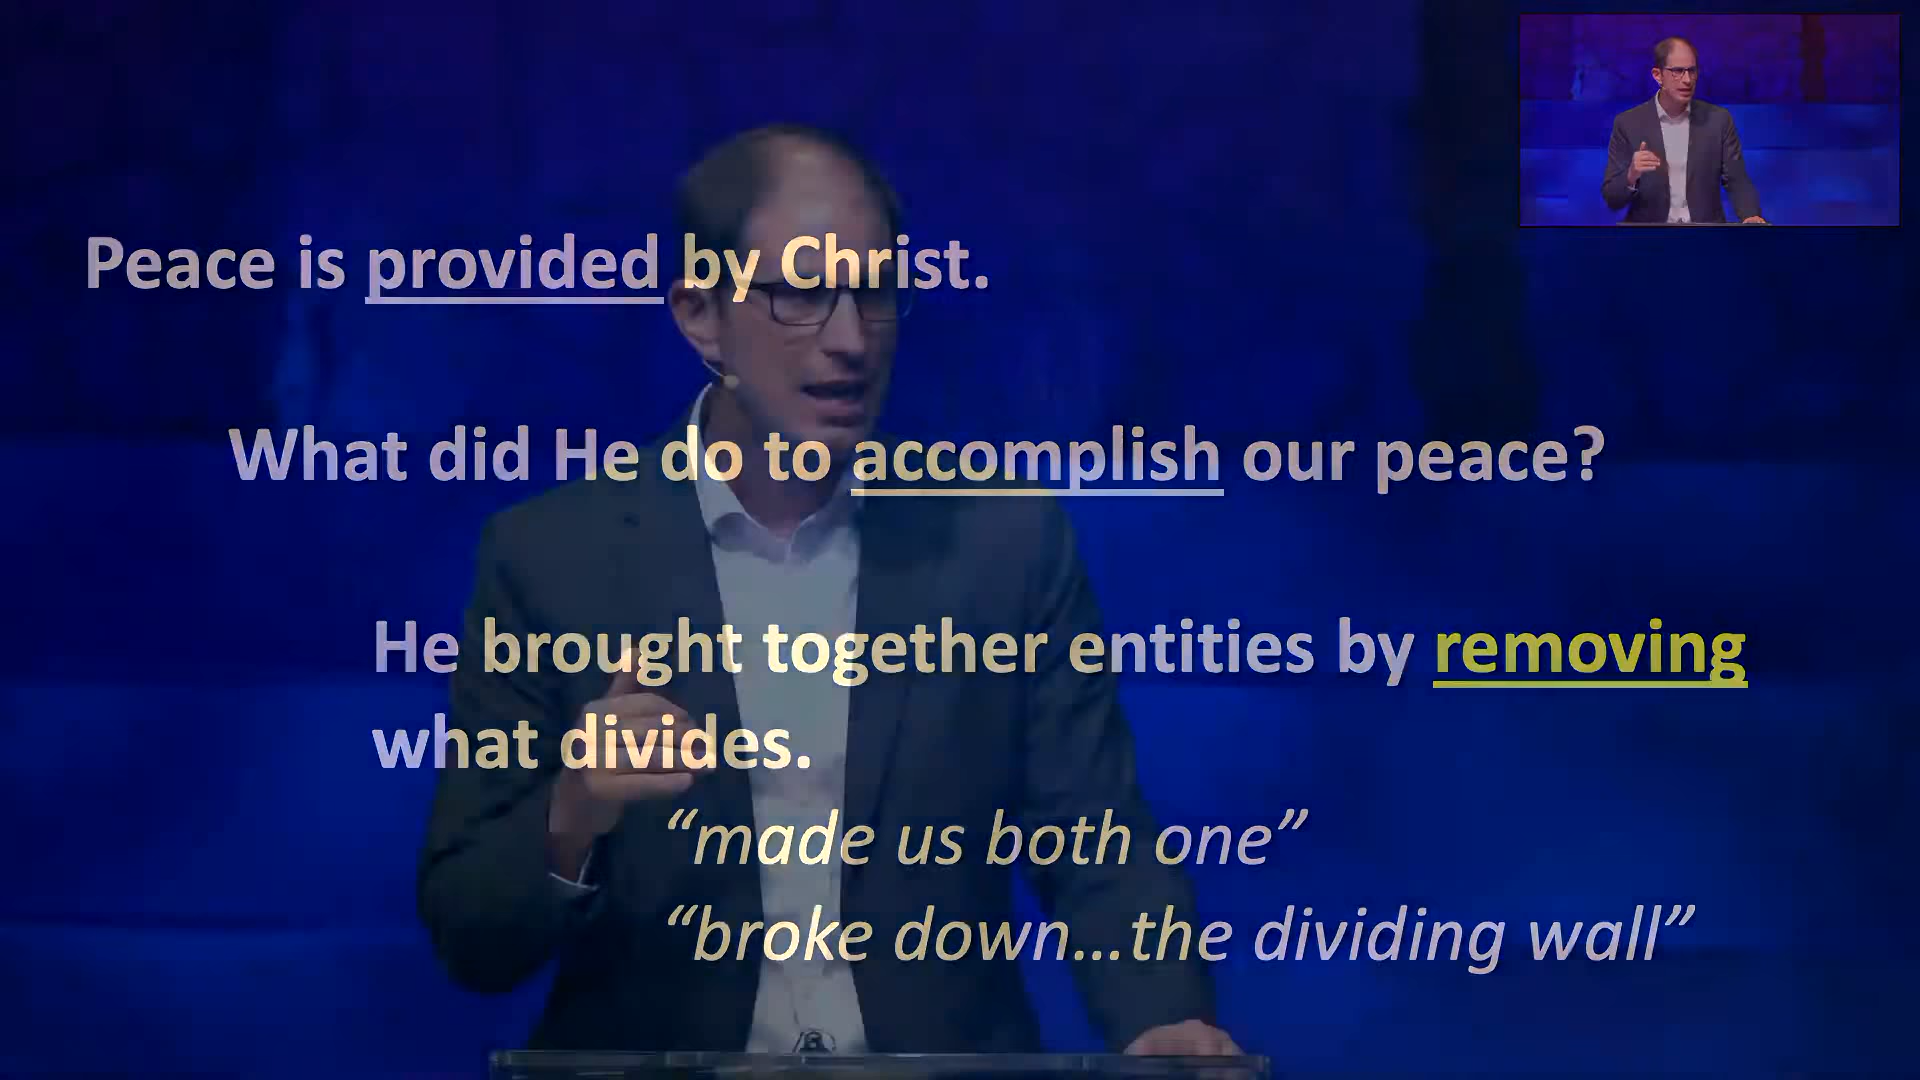 Peace is provided by Christ.
What did He do to accomplish our peace?
He brought together entities by removing
what divides.
“made us both one”
“broke down…the dividing wall”